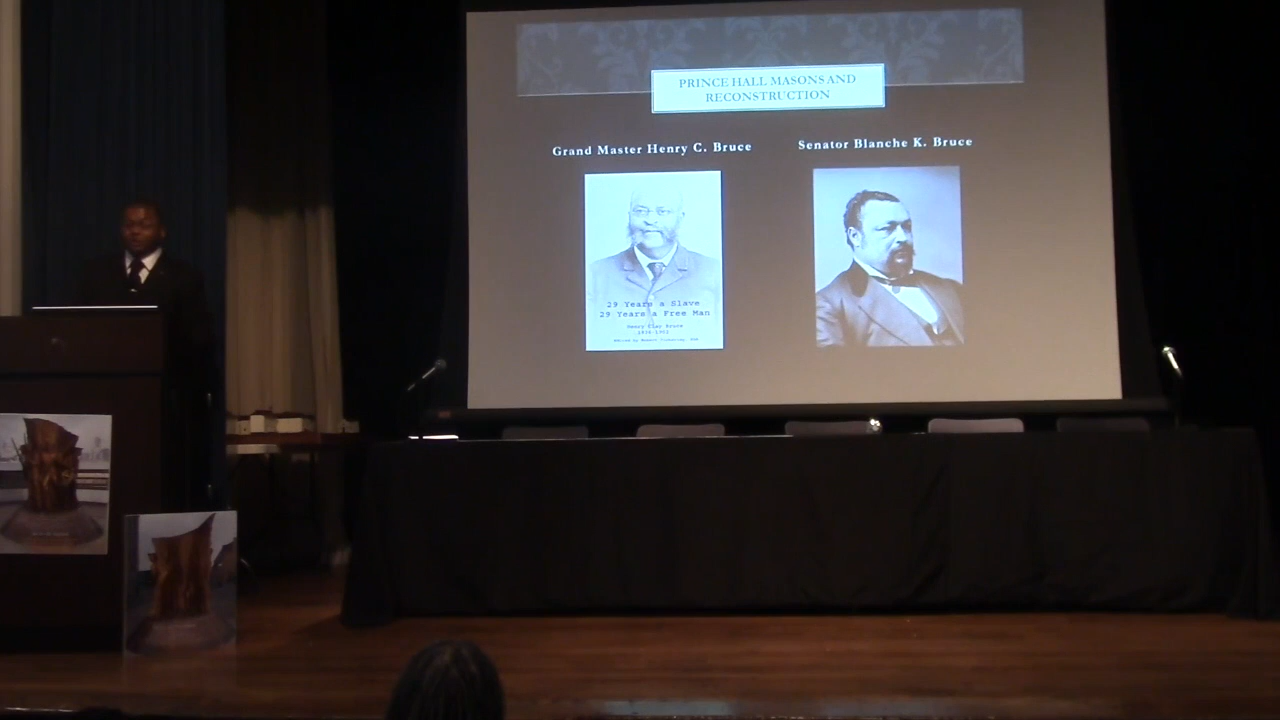 PRINCE HALL MASONS AND
RECONSTRUCTION
Grand Master Henry C. Bruce
Senator Blanche K. Bruce
29 Years a Slave
29 Years a Free Man
Henry Clay Bruce